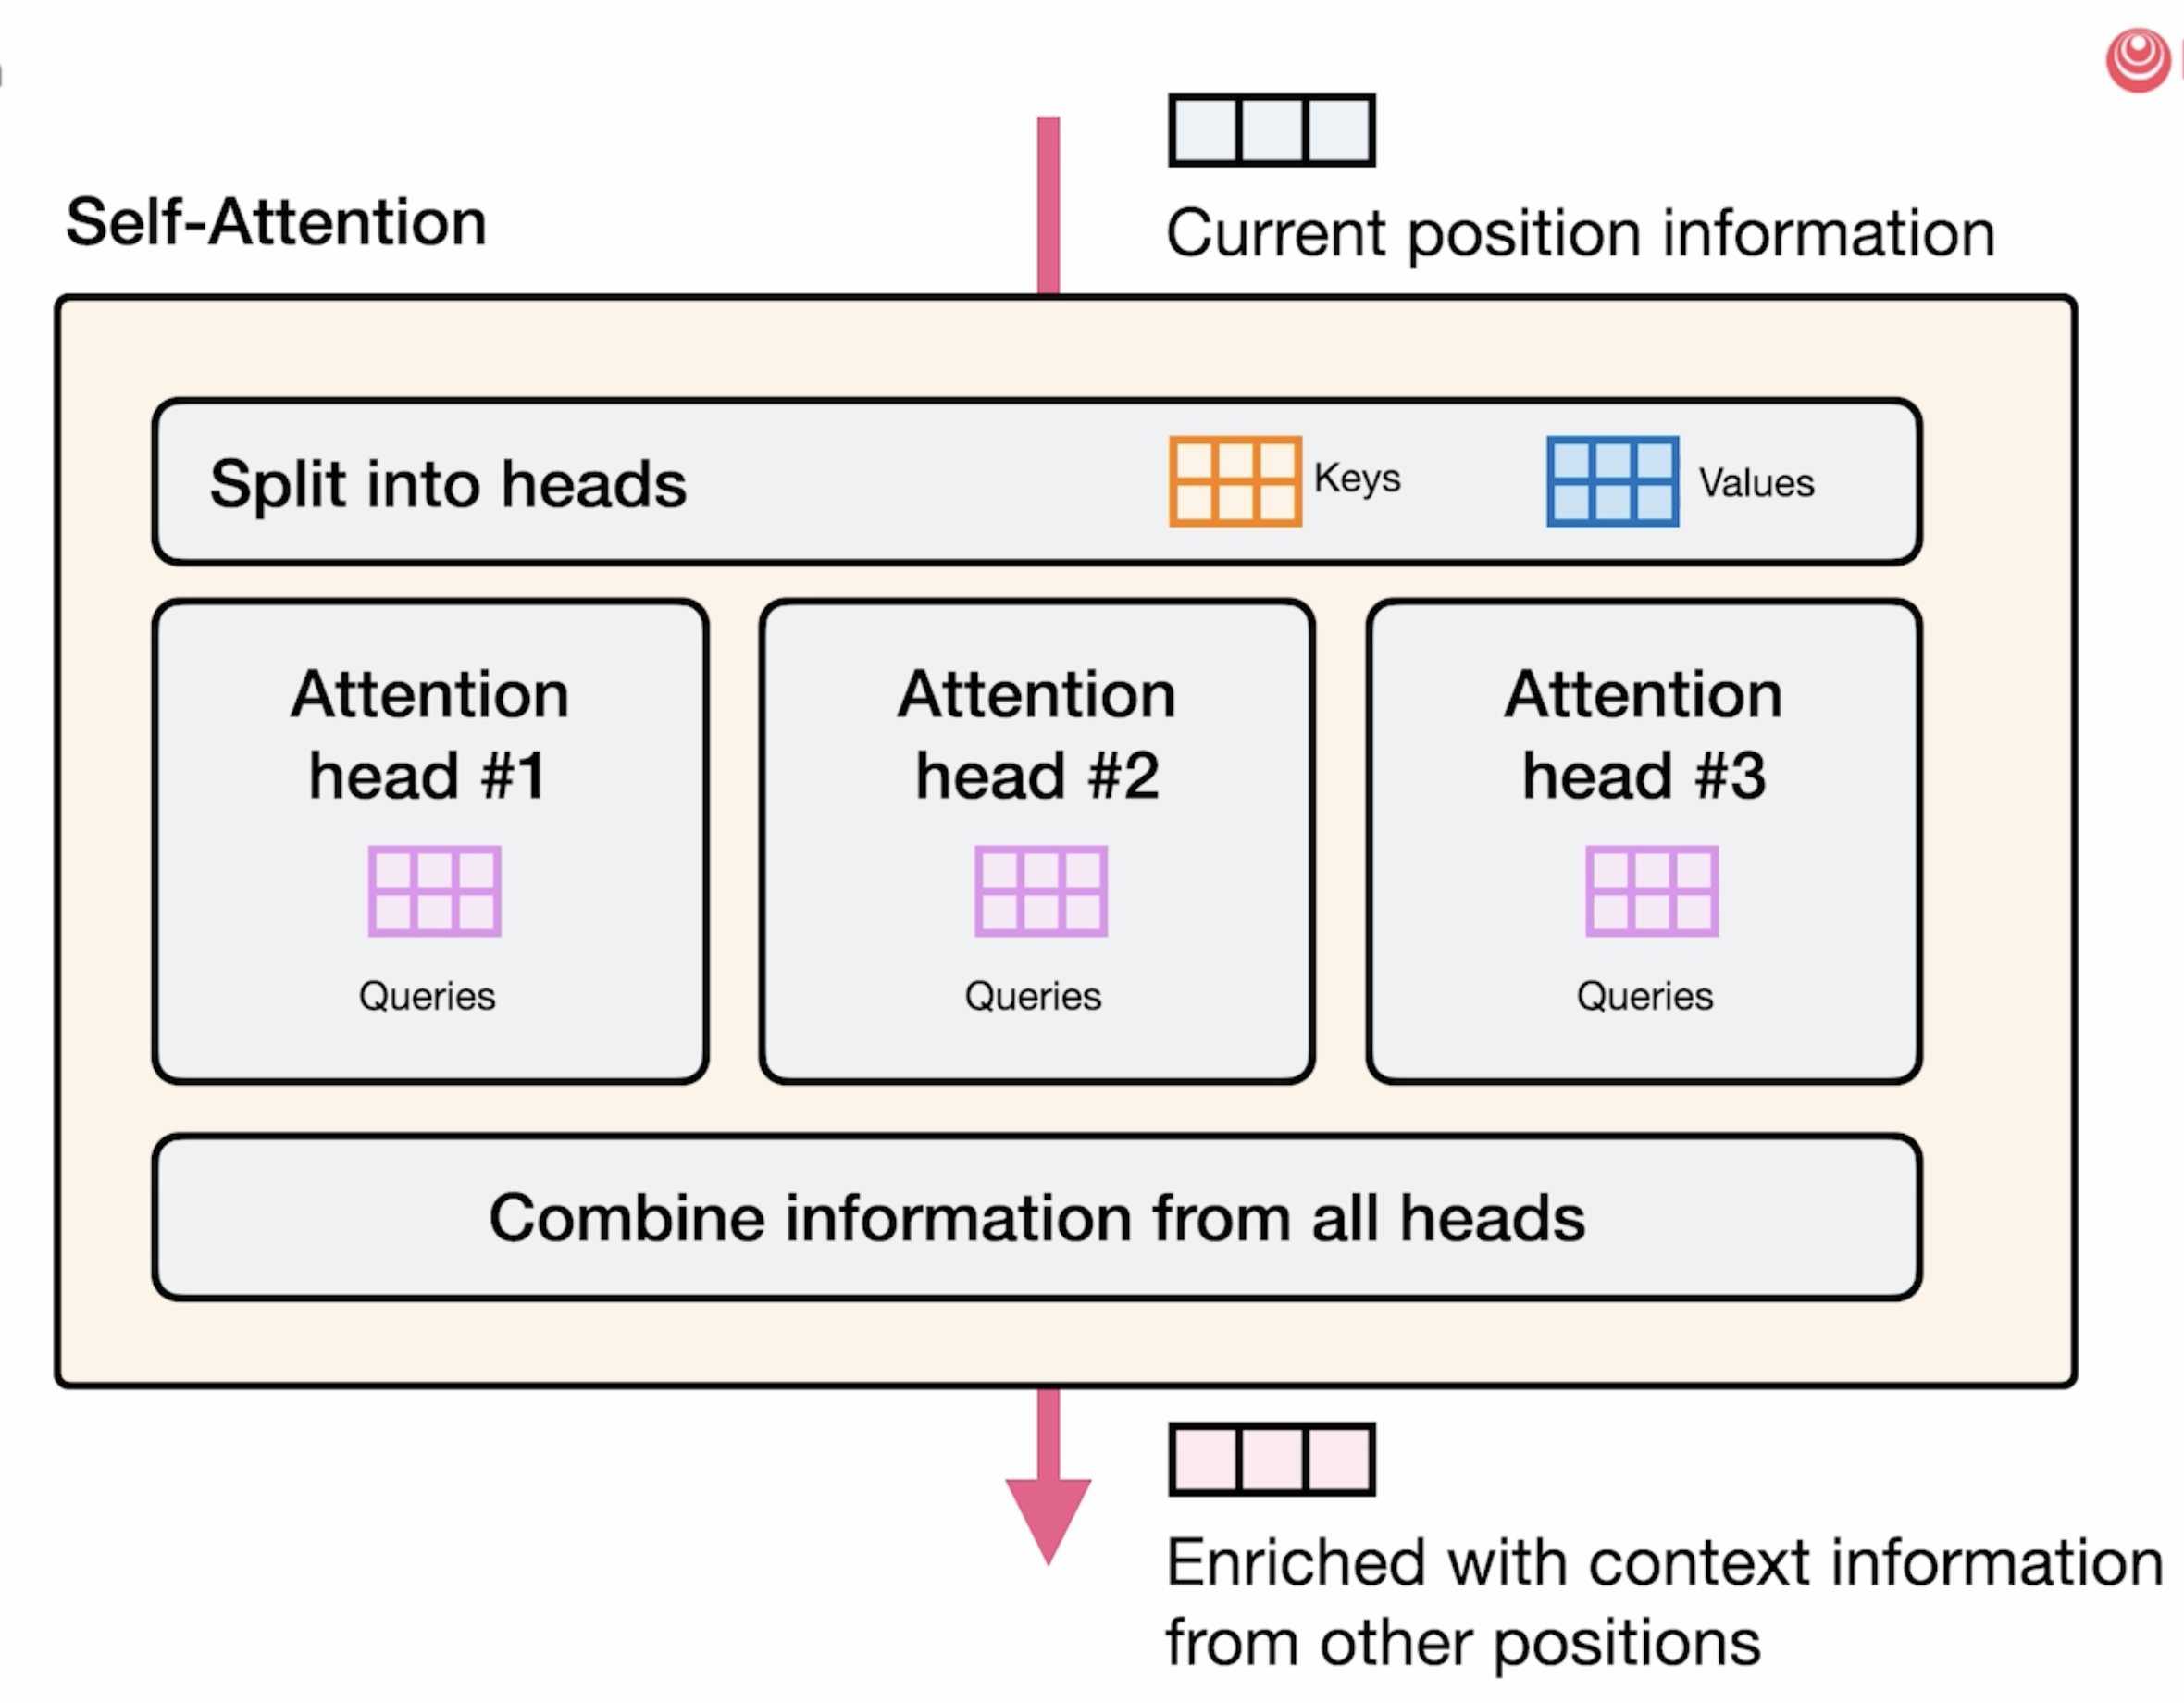 Self-Attention
Current position information
Split into heads
Keys
Values
Attention
head #1
Queries
Attention
head #2
Queries
Attention
head #3
Queries
Combine information from all heads
Enriched with context information
from other positions